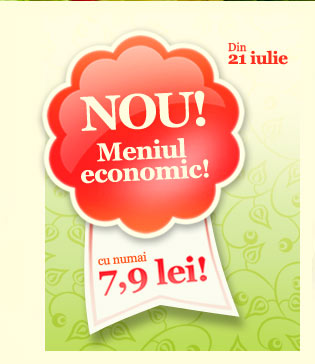 Din
21 iulie
NOU!
Meniul
economic!
cu numai
7,9 lei!